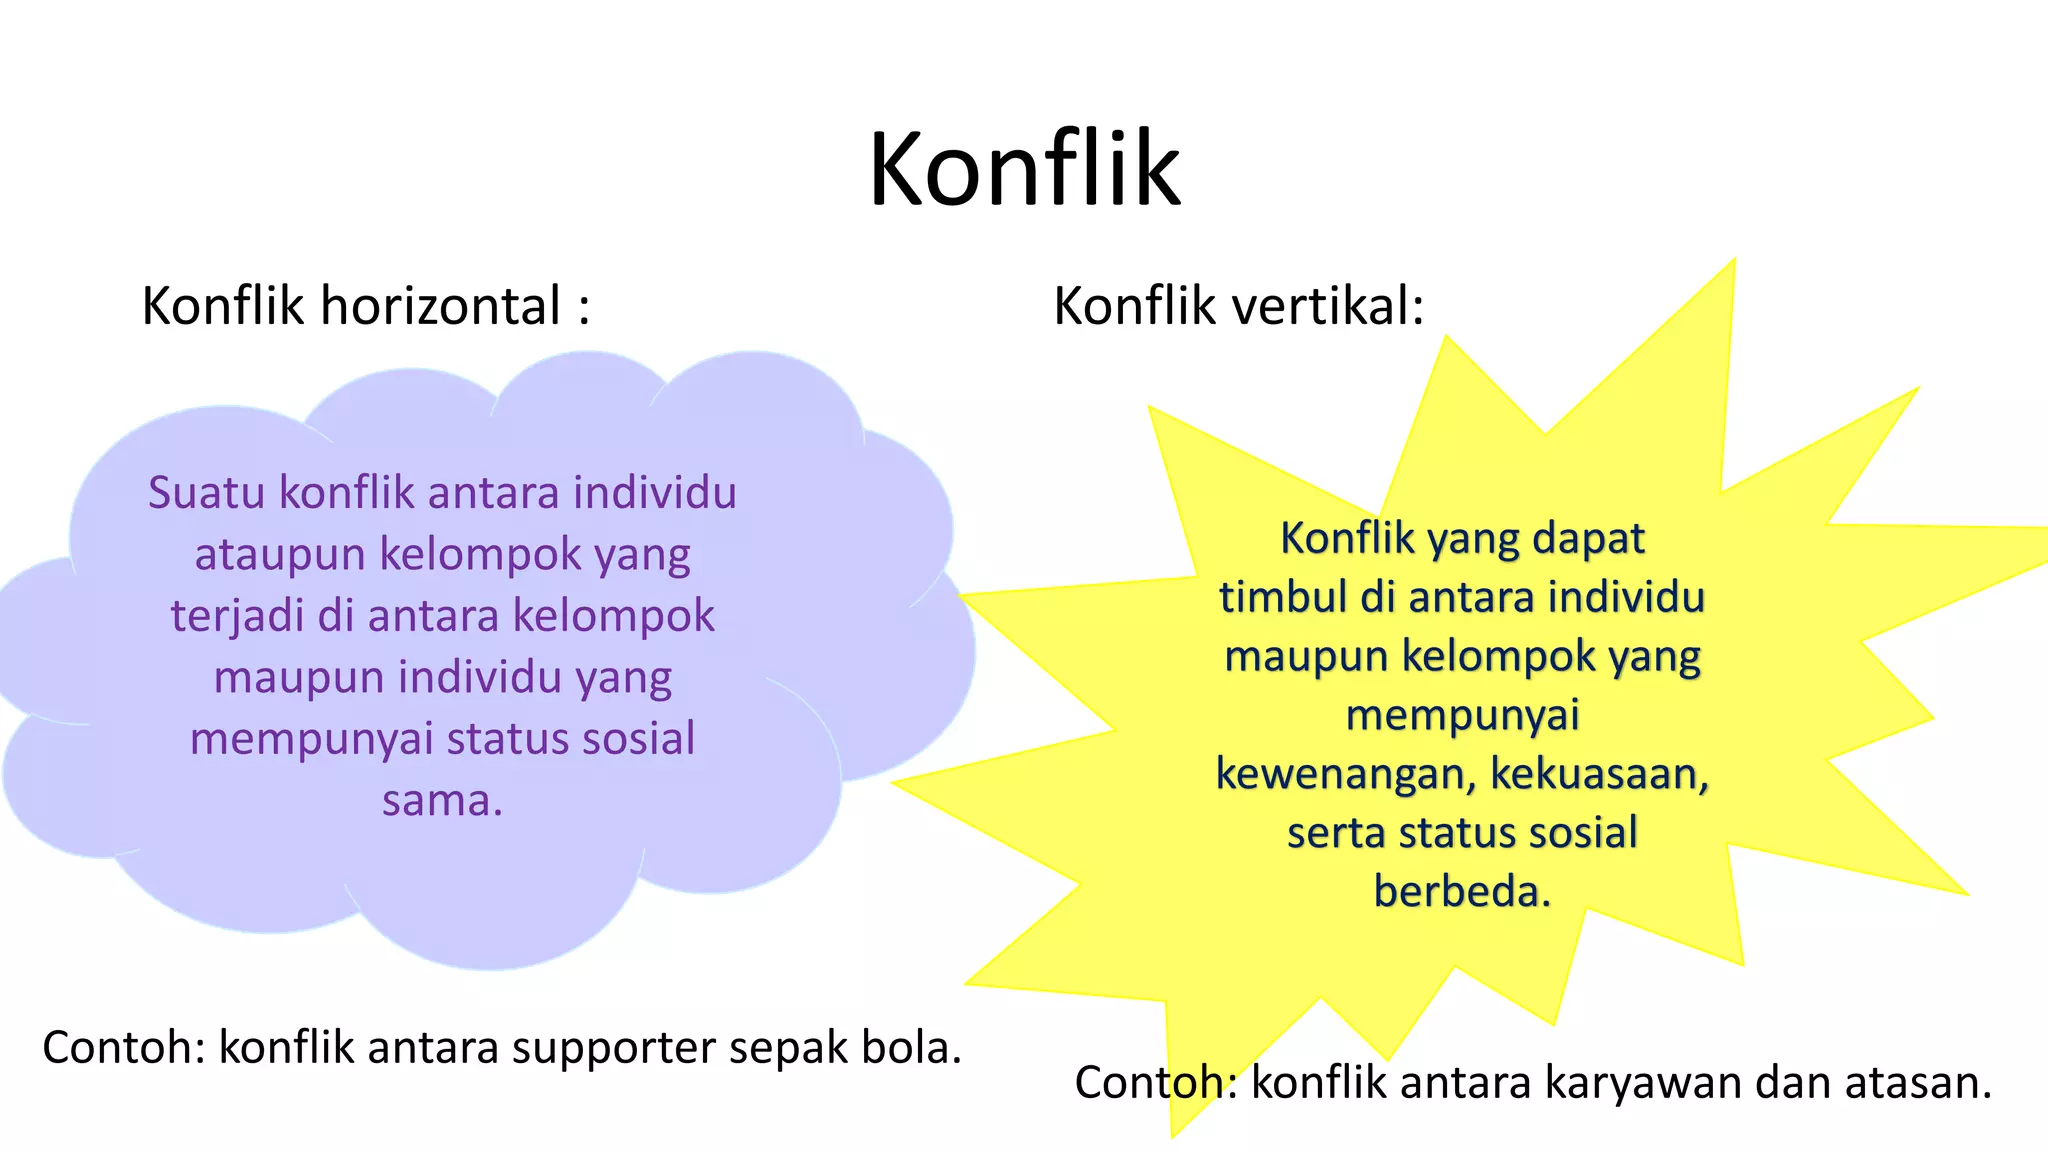 Konflik
Konflik horizontal :
Suatu konflik antara individu
ataupun kelompok yang
terjadi di antara kelompok
maupun individu yang
mempunyai status sosial
sama.
Contoh: konflik antara supporter sepak bola.
Konflik vertikal:
Konflik yang dapat
timbul di antara individu
maupun kelompok yang
mempunyai
kewenangan, kekuasaan,
serta status sosial
berbeda.
Contoh: konflik antara karyawan dan atasan.